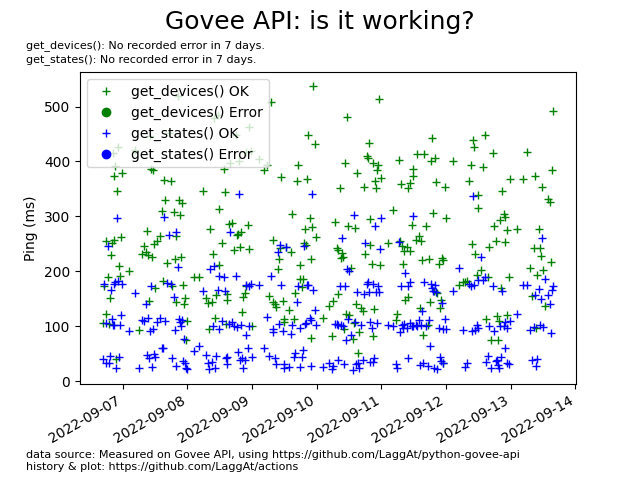 Govee API: is it working?
get_devices(): No recorded error in 7 days.
get_states(): No recorded error in 7 days.
get_devices() OK
get_devices() Error
get_states() OK
get_states() Error
Ping (ms)
500
400
300
200
100
0
2022-09-07
2022-09-08
2022-09-09
2022-09-10
2022-09-11
2022-09-12
2022-09-13
2022-09-14
data source: Measured on Govee API, using https://github.com/LaggAt/python-govee-api
history & plot: https://github.com/LaggAt/actions